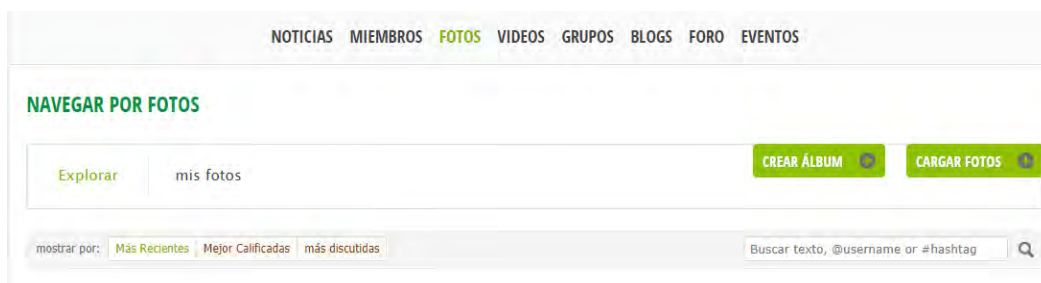 NOTICIAS MIEMBROS FOTOS VIDEOS GRUPOS BLOGS FORO EVENTOS
NAVEGAR POR FOTOS
Explorar mis fotos CREAR ÁLBUM CARGAR FOTOS
mostrar por: Más Recientes Mejor Calificadas más discutidas Buscar texto, @username or #hashtag